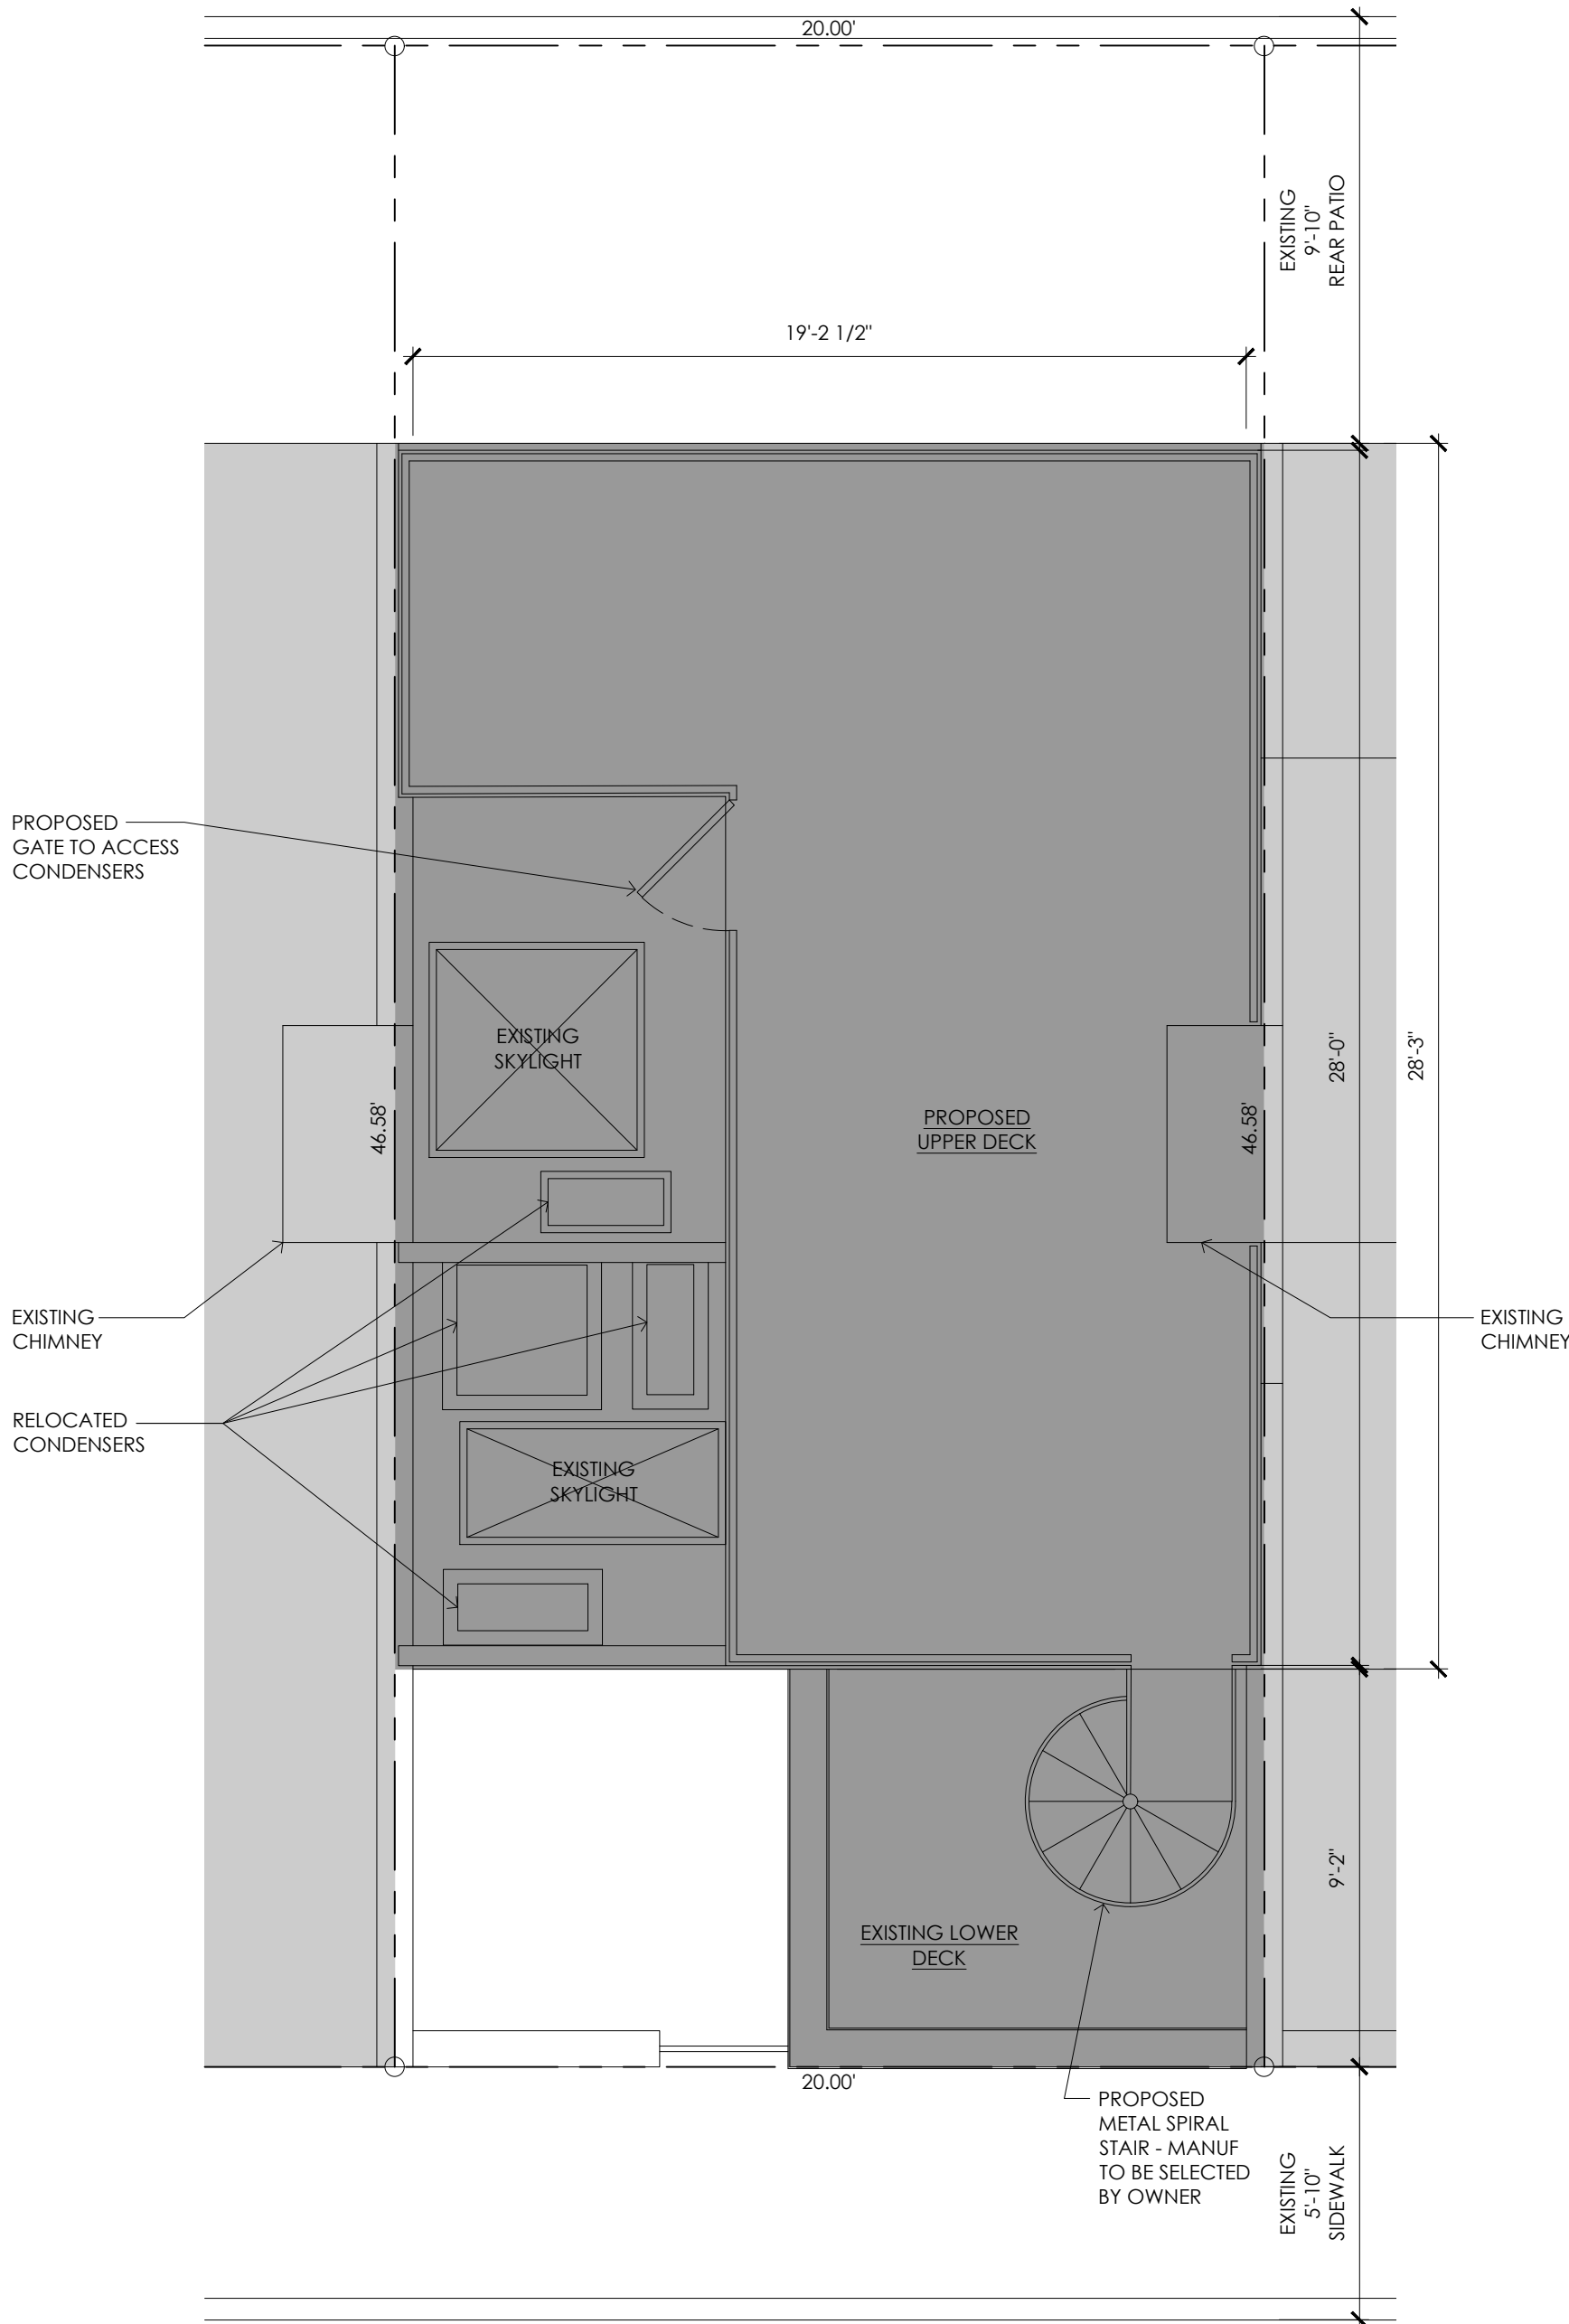 20.00'
EXISTING
9'-10"
REAR PATIO
19'-2 1/2"
PROPOSED
GATE TO ACCESS
CONDENSERS
EXISTING
SKYLIGHT
46.58'
PROPOSED
UPPER DECK
46.58'
28'-0"
28'-3"
EXISTING
CHIMNEY
EXISTING
CHIMNEY
RELOCATED
CONDENSERS
EXISTING
SKYLIGHT
9'-2"
EXISTING LOWER
DECK
20.00'
PROPOSED
METAL SPIRAL
STAIR - MANUF
TO BE SELECTED
BY OWNER
EXISTING
5'-10"
SIDEWALK